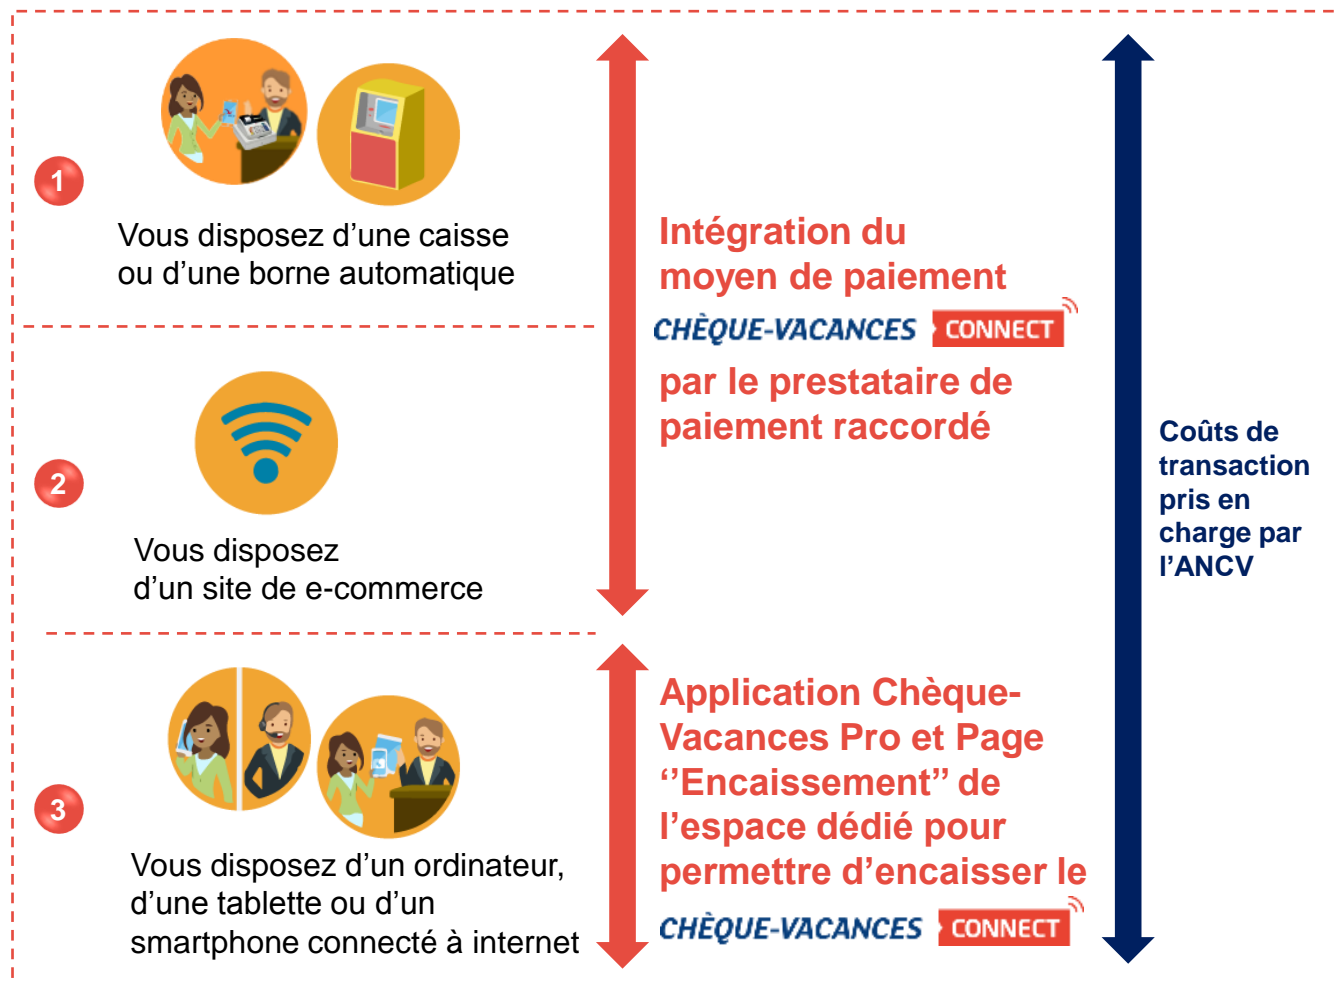 1
Vous disposez d’une caisse
ou d’une borne automatique
2
Vous disposez
d’un site de e-commerce
Intégration du
moyen de paiement
CHÈQUE-VACANCES CONNECT
par le prestataire de
paiement raccordé
3
Vous disposez d’un ordinateur,
d’une tablette ou d’un
smartphone connecté à internet
Application Chèque-
Vacances Pro et Page
‘’Encaissement’’ de
l’espace dédié pour
permettre d’encaisser le
CHÈQUE-VACANCES CONNECT
Coûts de
transaction
pris en
charge par
l’ANCV